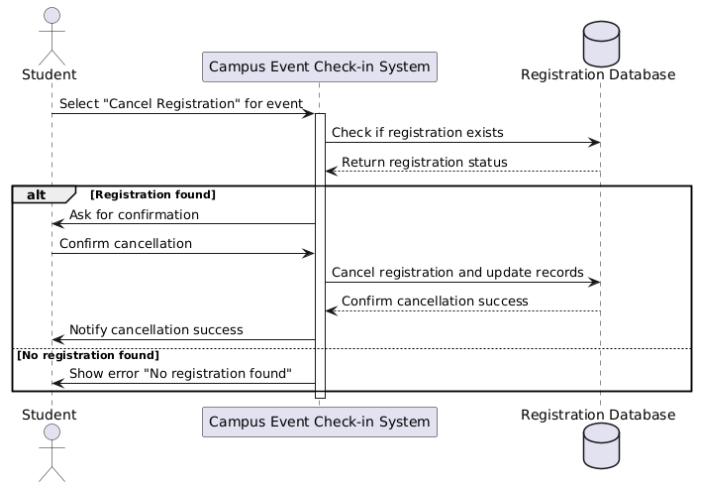 Student
Campus Event Check-in System
Registration Database
Select "Cancel Registration" for event
Check if registration exists
Return registration status
alt [Registration found]
Ask for confirmation
Confirm cancellation
Cancel registration and update records
Confirm cancellation success
Notify cancellation success
[No registration found]
Show error "No registration found"
Student
Campus Event Check-in System
Registration Database